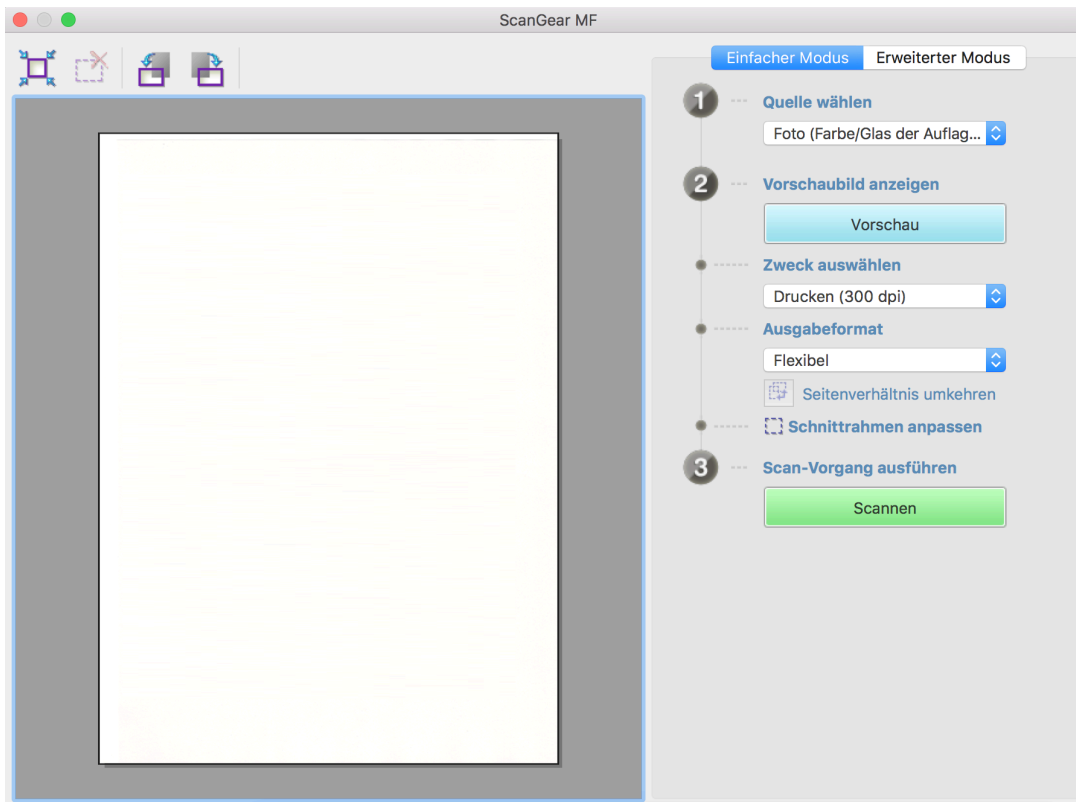 ScanGear MF
Einfacher Modus
Erweiterter Modus
1
Quelle wählen
Foto (Farbe/Glas der Auflag...
2
Vorschaubild anzeigen
Vorschau
Zweck auswählen
Drucken (300 dpi)
Ausgabeformat
Flexibel
Seitenverhältnis umkehren
Schnittrahmen anpassen
3
Scan-Vorgang ausführen
Scannen